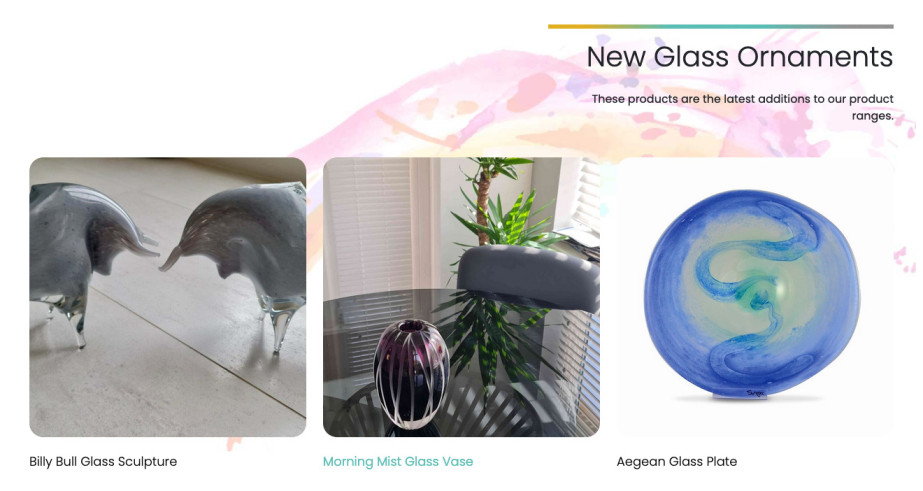 New Glass Ornaments
These products are the latest additions to our product
ranges.
Billy Bull Glass Sculpture
Morning Mist Glass Vase
Aegean Glass Plate